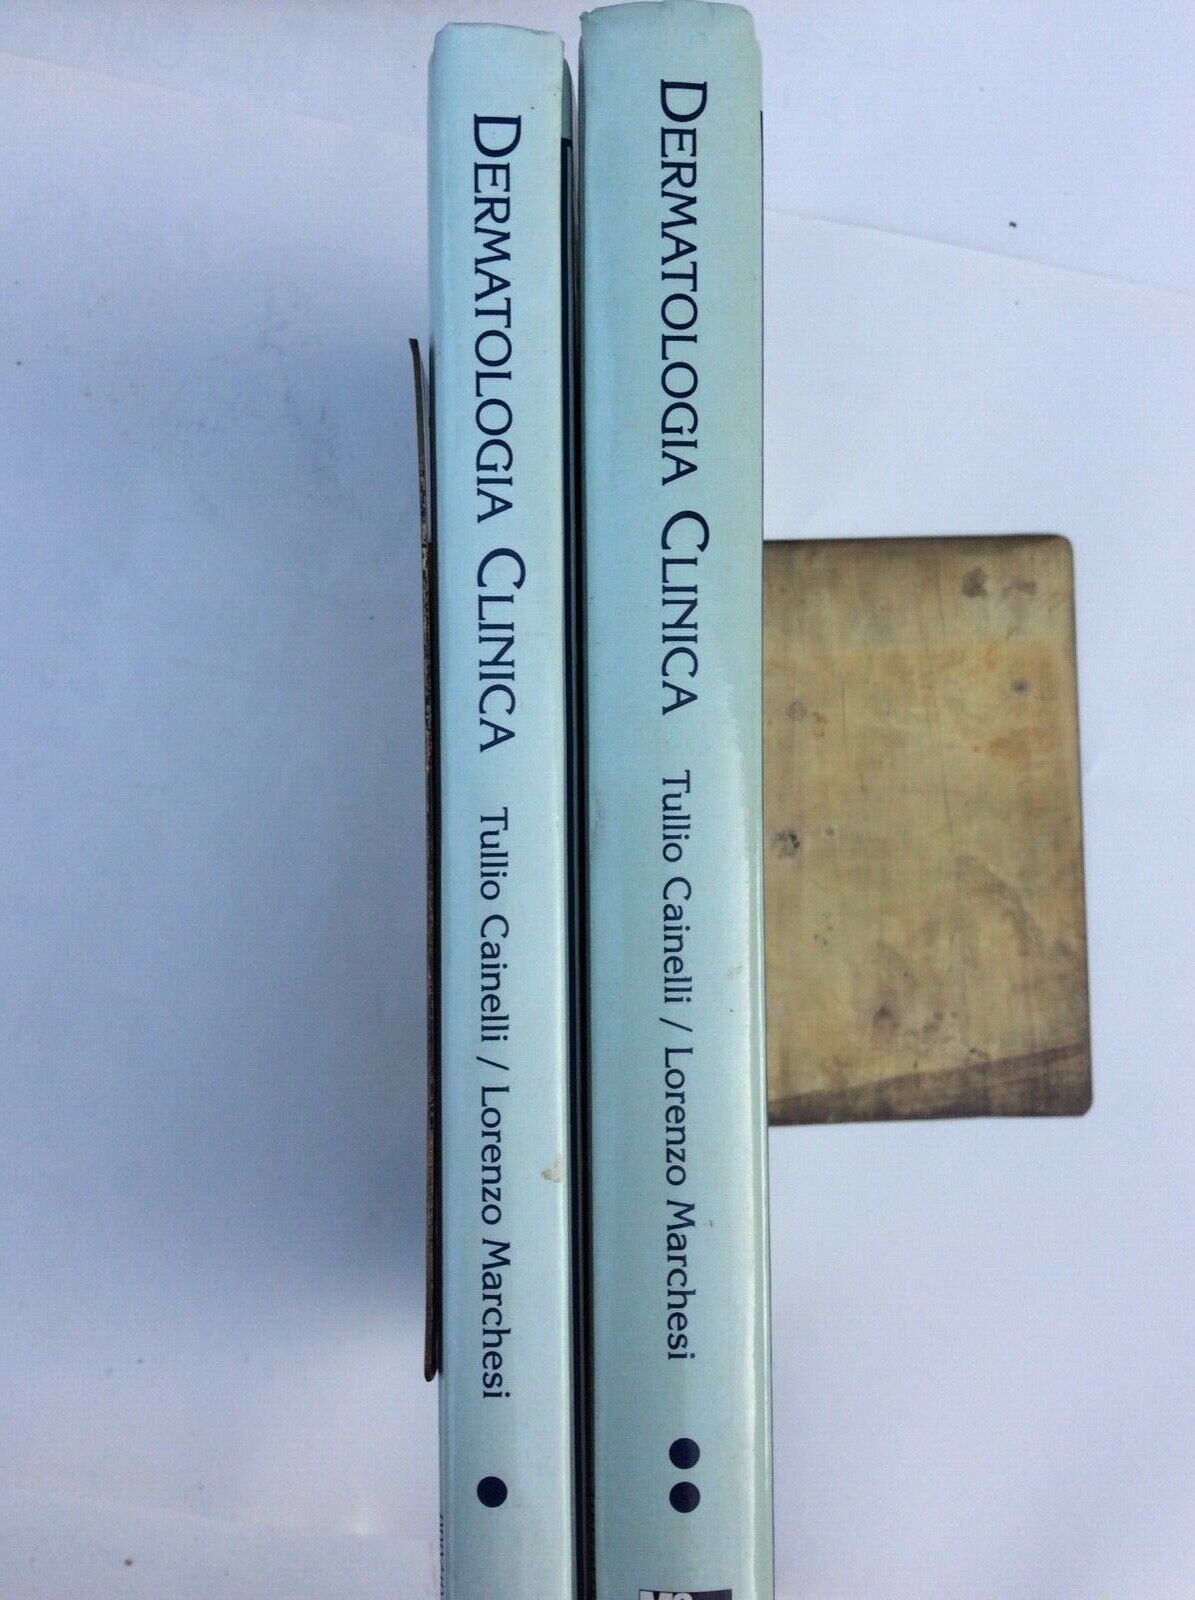 DERMATOLOGIA CLINICA Tullio Cainelli / Lorenzo Marchesi
DERMATOLOGIA CLINICA Tullio Cainelli / Lorenzo Marchesi